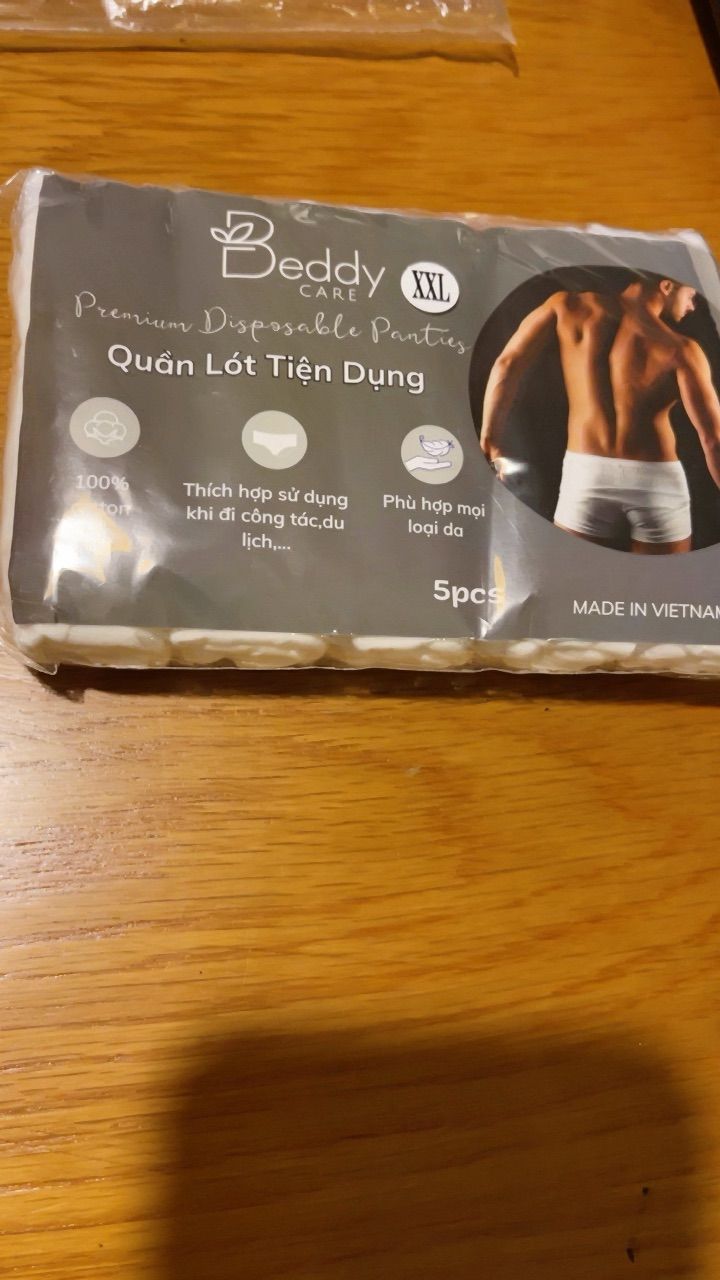 Beddy
CARE
XXL
Premium Disposable Panties
Quần Lót Tiện Dụng
100%
Thích hợp sử dụng
khi đi công tác,du
lịch,...
Phù hợp mọi
loại da
5pcs
MADE IN VIETNAM